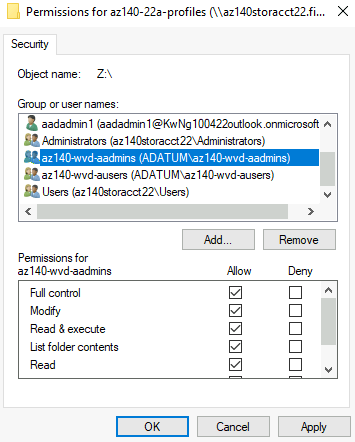 Permissions for az140-22a-profiles (\\az140storacct22.fi...
Security
Object name: Z:\
Group or user names:
aadadmin1 (aadadmin1@KwNg100422outlook.onmicrosoft
Administrators (az140storacct22\Administrators)
az140-wvd-aadmins (ADATUM\az140-wvd-aadmins)
az140-wvd-ausers (ADATUM\az140-wvd-ausers)
Users (az140storacct22\Users)
Add... Remove
Permissions for
az140-wvd-aadmins Allow Deny
Full control
Modify
Read & execute
List folder contents
Read
OK Cancel Apply